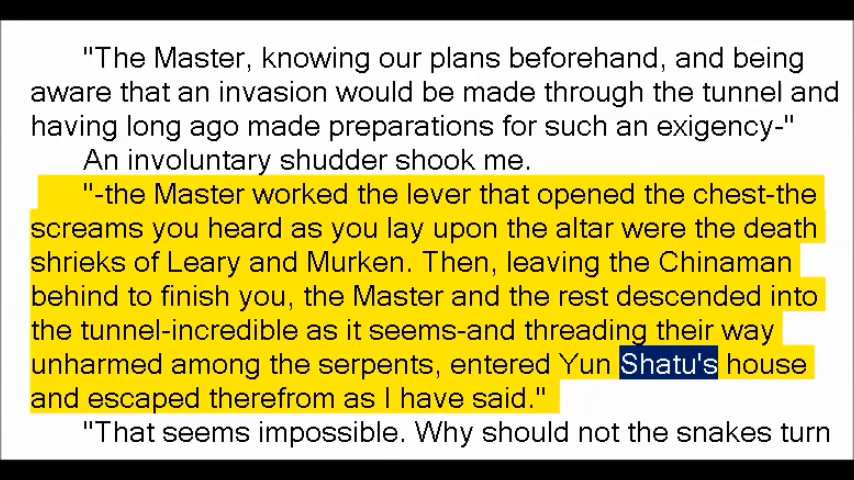 "The Master, knowing our plans beforehand, and being
aware that an invasion would be made through the tunnel and
having long ago made preparations for such an exigency-"
An involuntary shudder shook me.
"-the Master worked the lever that opened the chest-the
screams you heard as you lay upon the altar were the death
shrieks of Leary and Murken. Then, leaving the Chinaman
behind to finish you, the Master and the rest descended into
the tunnel-incredible as it seems-and threading their way
unharmed among the serpents, entered Yun Shatu's house
and escaped therefrom as I have said."
"That seems impossible. Why should not the snakes turn